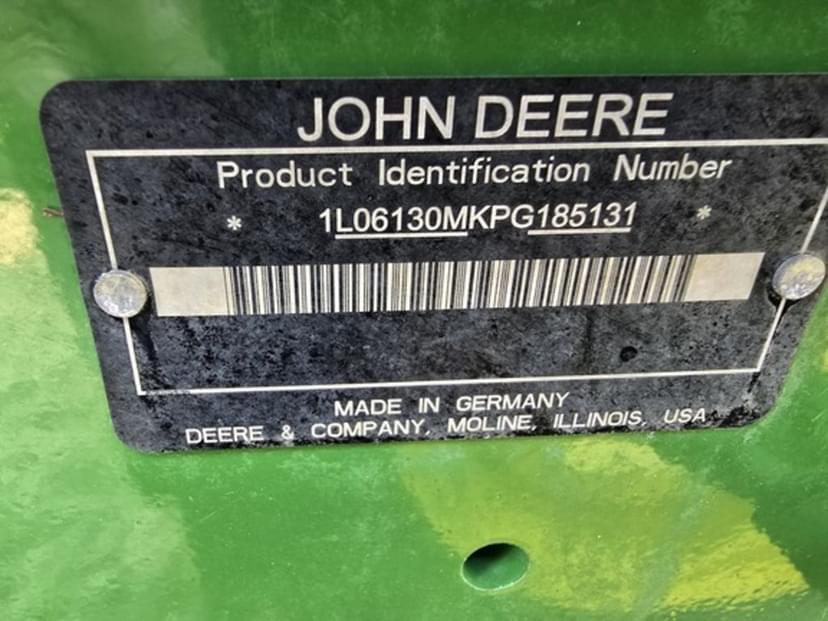 JOHN DEERE
Product Identification Number
* 1L06130MKPG185131 *
MADE IN GERMANY
DEERE & COMPANY, MOLINE, ILLINOIS, USA